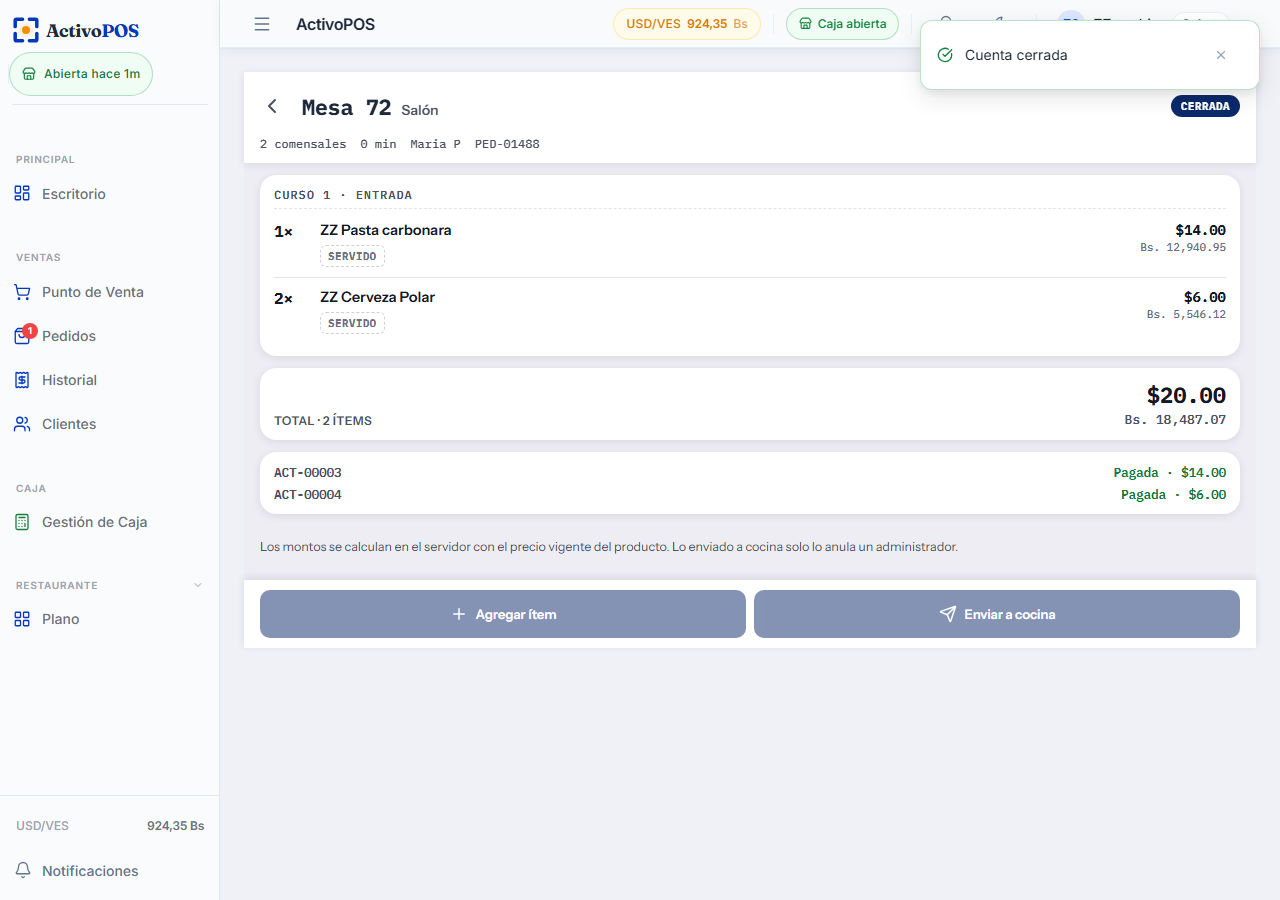 ActivoPOS
Abierta hace 1m
PRINCIPAL
Escritorio
VENTAS
Punto de Venta
1
Pedidos
Historial
Clientes
CAJA
Gestión de Caja
RESTAURANTE
Plano
USD/VES 924,35 Bs
Notificaciones
ActivoPOS
USD/VES 924,35 Bs
Caja abierta
Cuenta cerrada
Mesa 72 Salón
CERRADA
2 comensales 0 min Maria P PED-01488
CURSO 1 · ENTRADA
1× ZZ Pasta carbonara $14.00
SERVIDO Bs. 12,940.95
2× ZZ Cerveza Polar $6.00
SERVIDO Bs. 5,546.12
$20.00
TOTAL · 2 ÍTEMS Bs. 18,487.07
ACT-00003 Pagada · $14.00
ACT-00004 Pagada · $6.00
Los montos se calculan en el servidor con el precio vigente del producto. Lo enviado a cocina solo lo anula un administrador.
Agregar ítem
Enviar a cocina